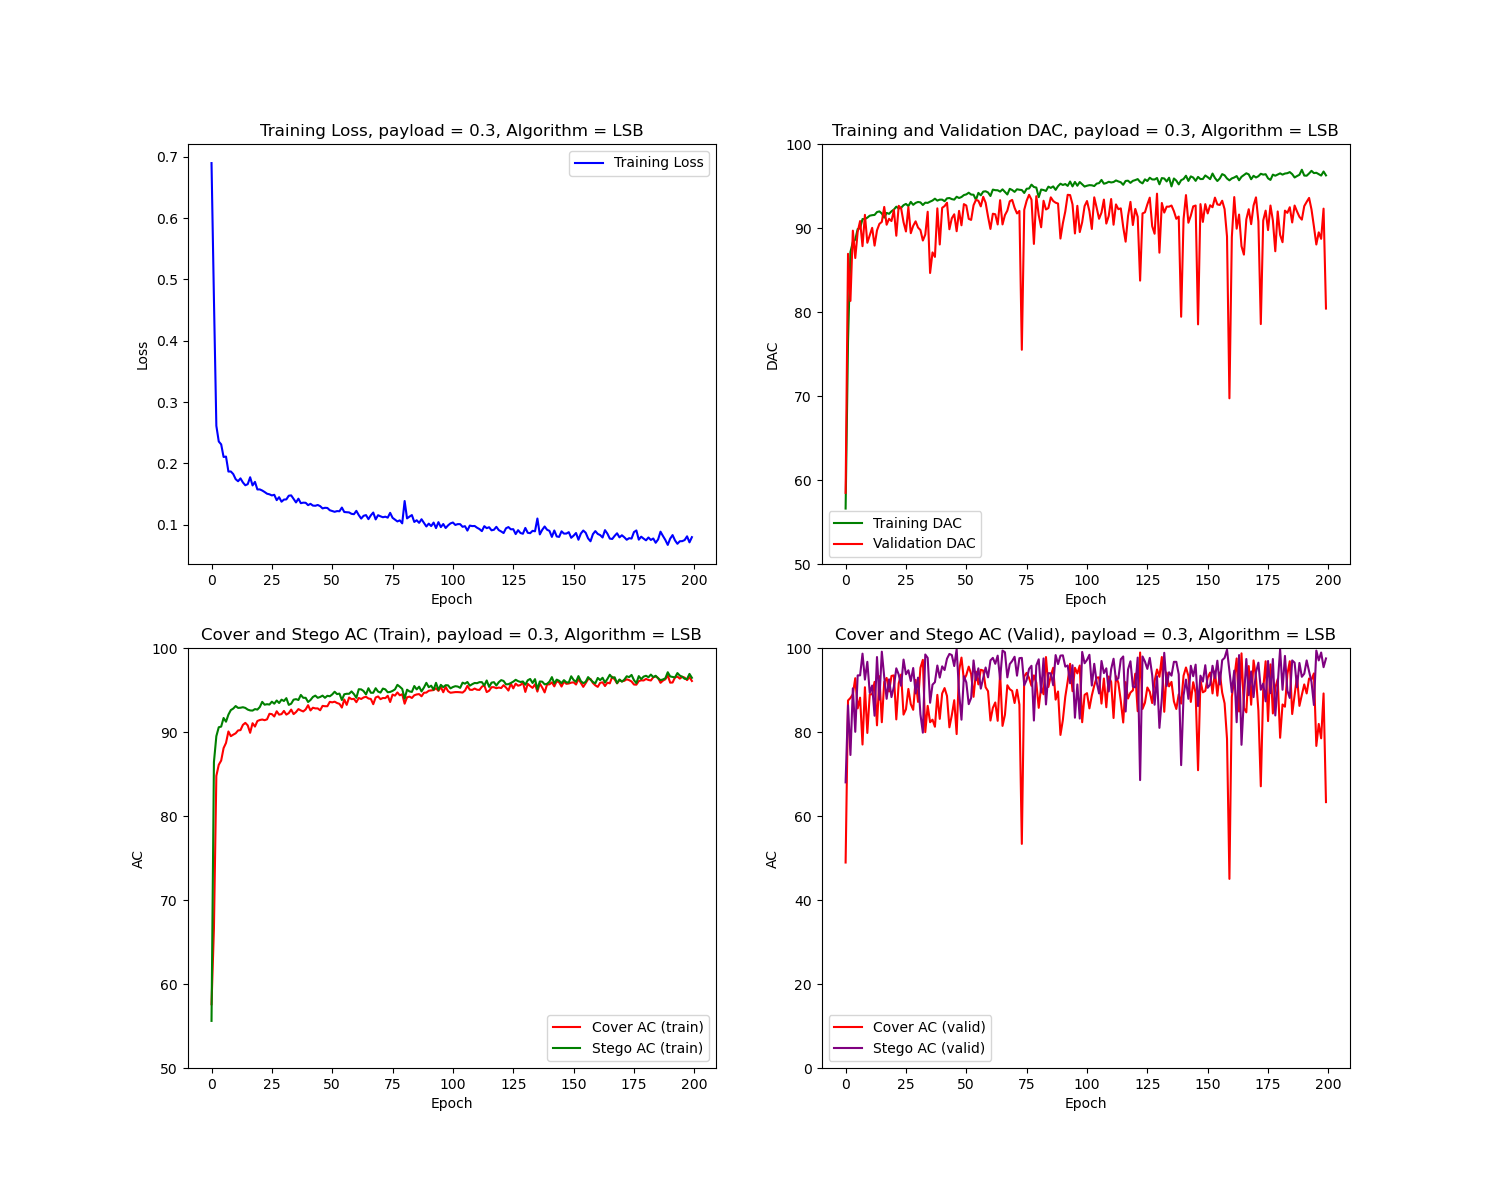 Training Loss, payload = 0.3, Algorithm = LSB
Training Loss
0.7
0.6
0.5
0.4
0.3
0.2
0.1
Loss
0 25 50 75 100 125 150 175 200
Epoch
Training and Validation DAC, payload = 0.3, Algorithm = LSB
100
90
80
70
60
50
DAC
Training DAC
Validation DAC
0 25 50 75 100 125 150 175 200
Epoch
Cover and Stego AC (Train), payload = 0.3, Algorithm = LSB
100
90
80
70
60
50
AC
Cover AC (train)
Stego AC (train)
0 25 50 75 100 125 150 175 200
Epoch
Cover and Stego AC (Valid), payload = 0.3, Algorithm = LSB
100
80
60
40
20
0
AC
Cover AC (valid)
Stego AC (valid)
0 25 50 75 100 125 150 175 200
Epoch